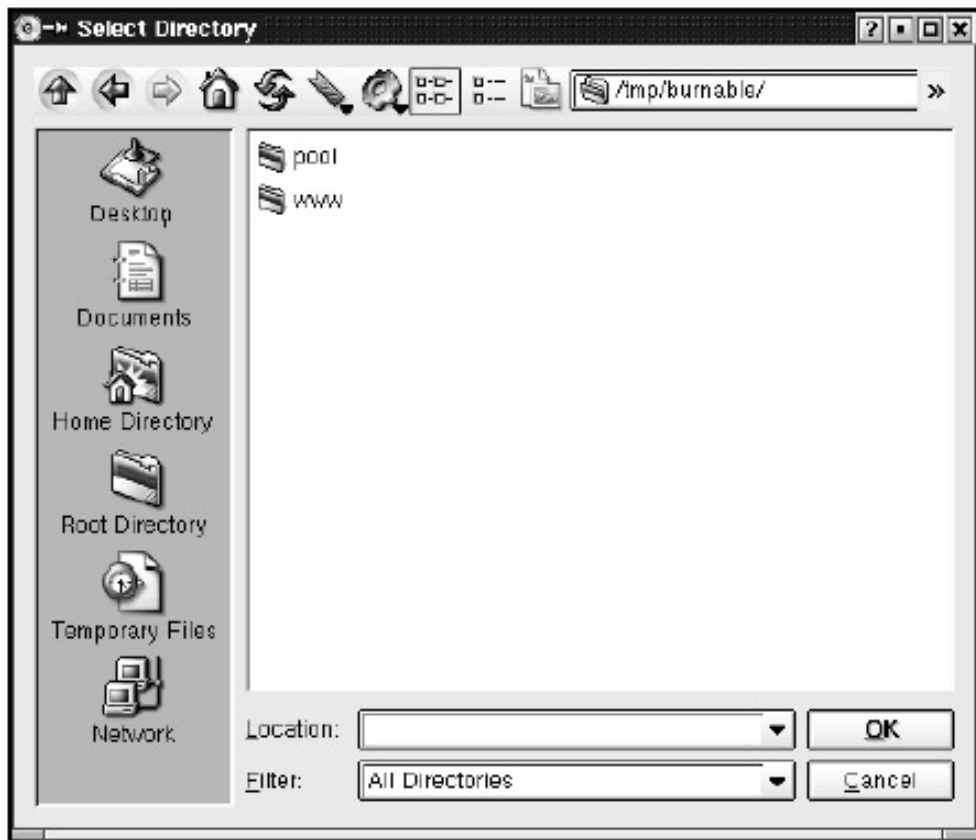 Select Directory
/tmp/burnable/
»
Desktop
Documents
Home Directory
Root Directory
Temporary Files
Network
pool
www
Location:
OK
Filter:
All Directories
Cancel